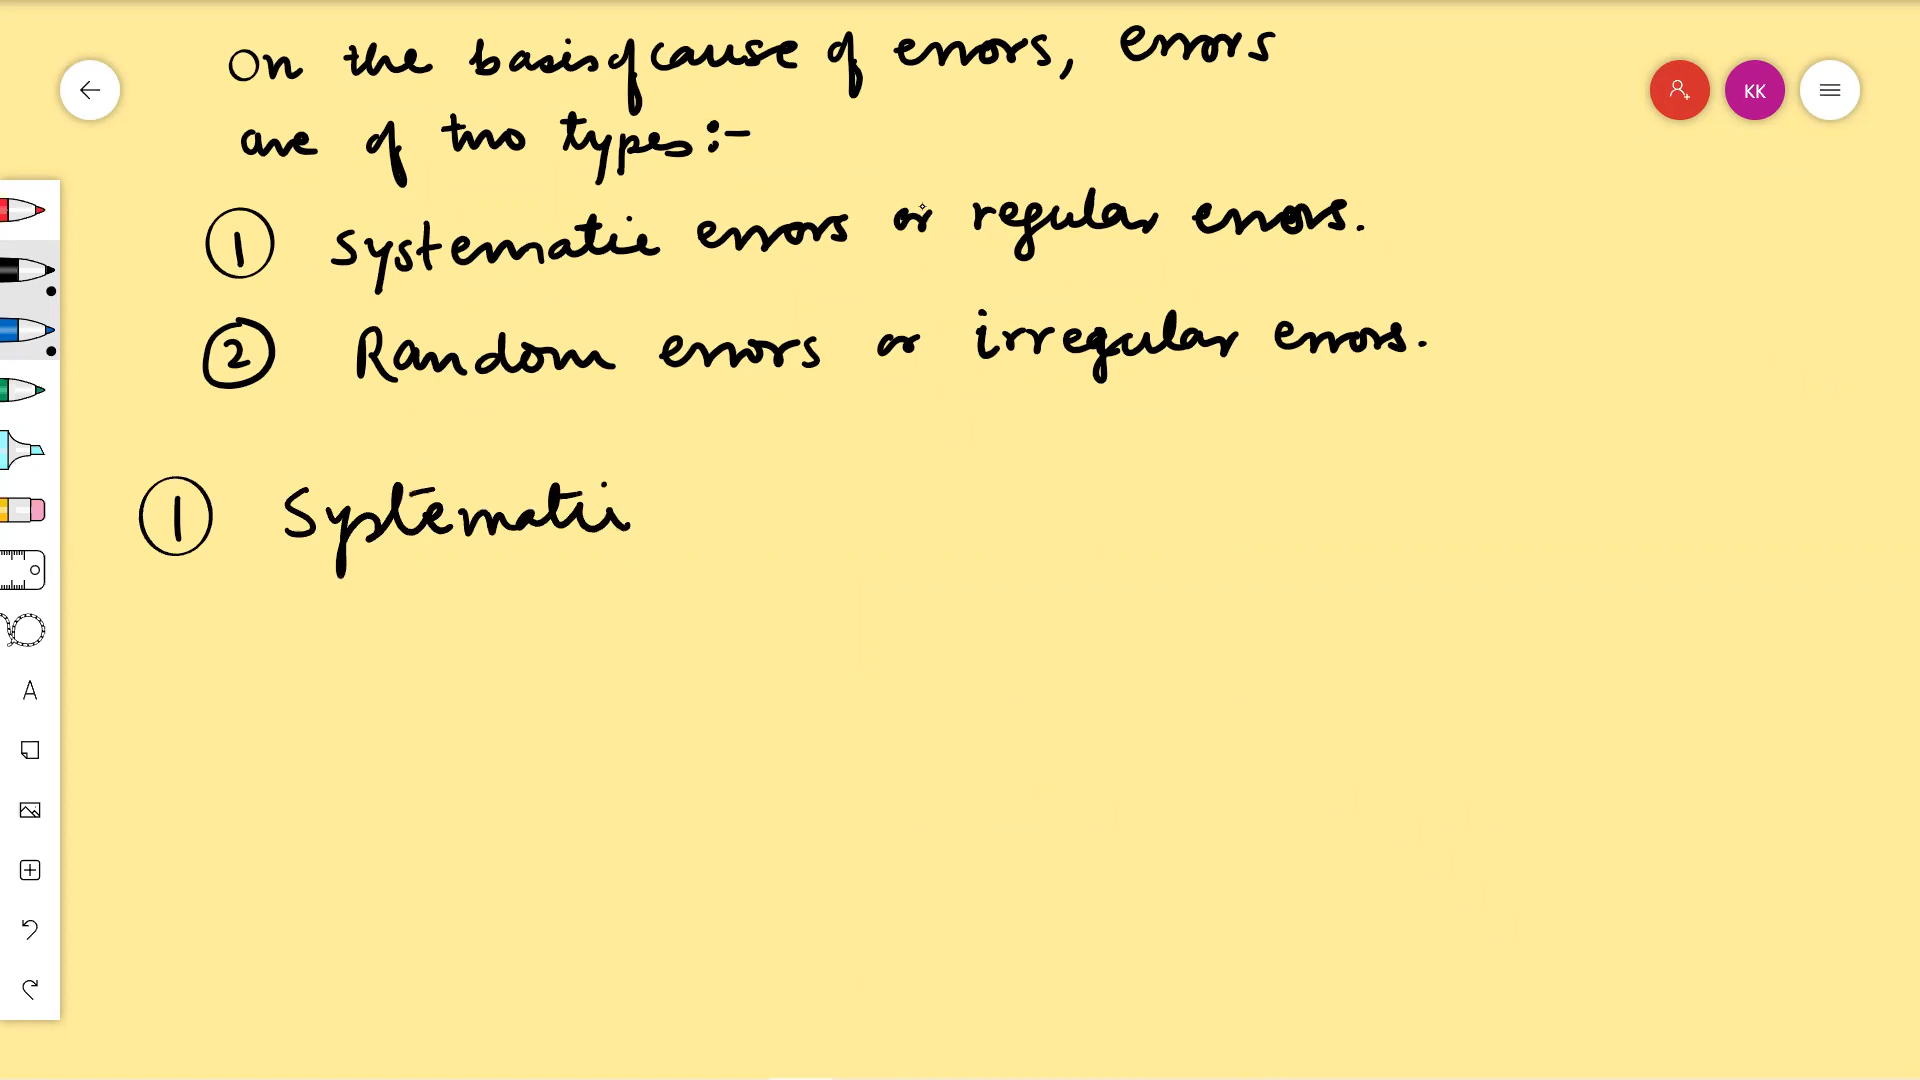 On the basis of cause of errors, errors
are of two types:-
① Systematic errors or regular errors.
② Random errors or irregular errors.
① Systemati
KK
A